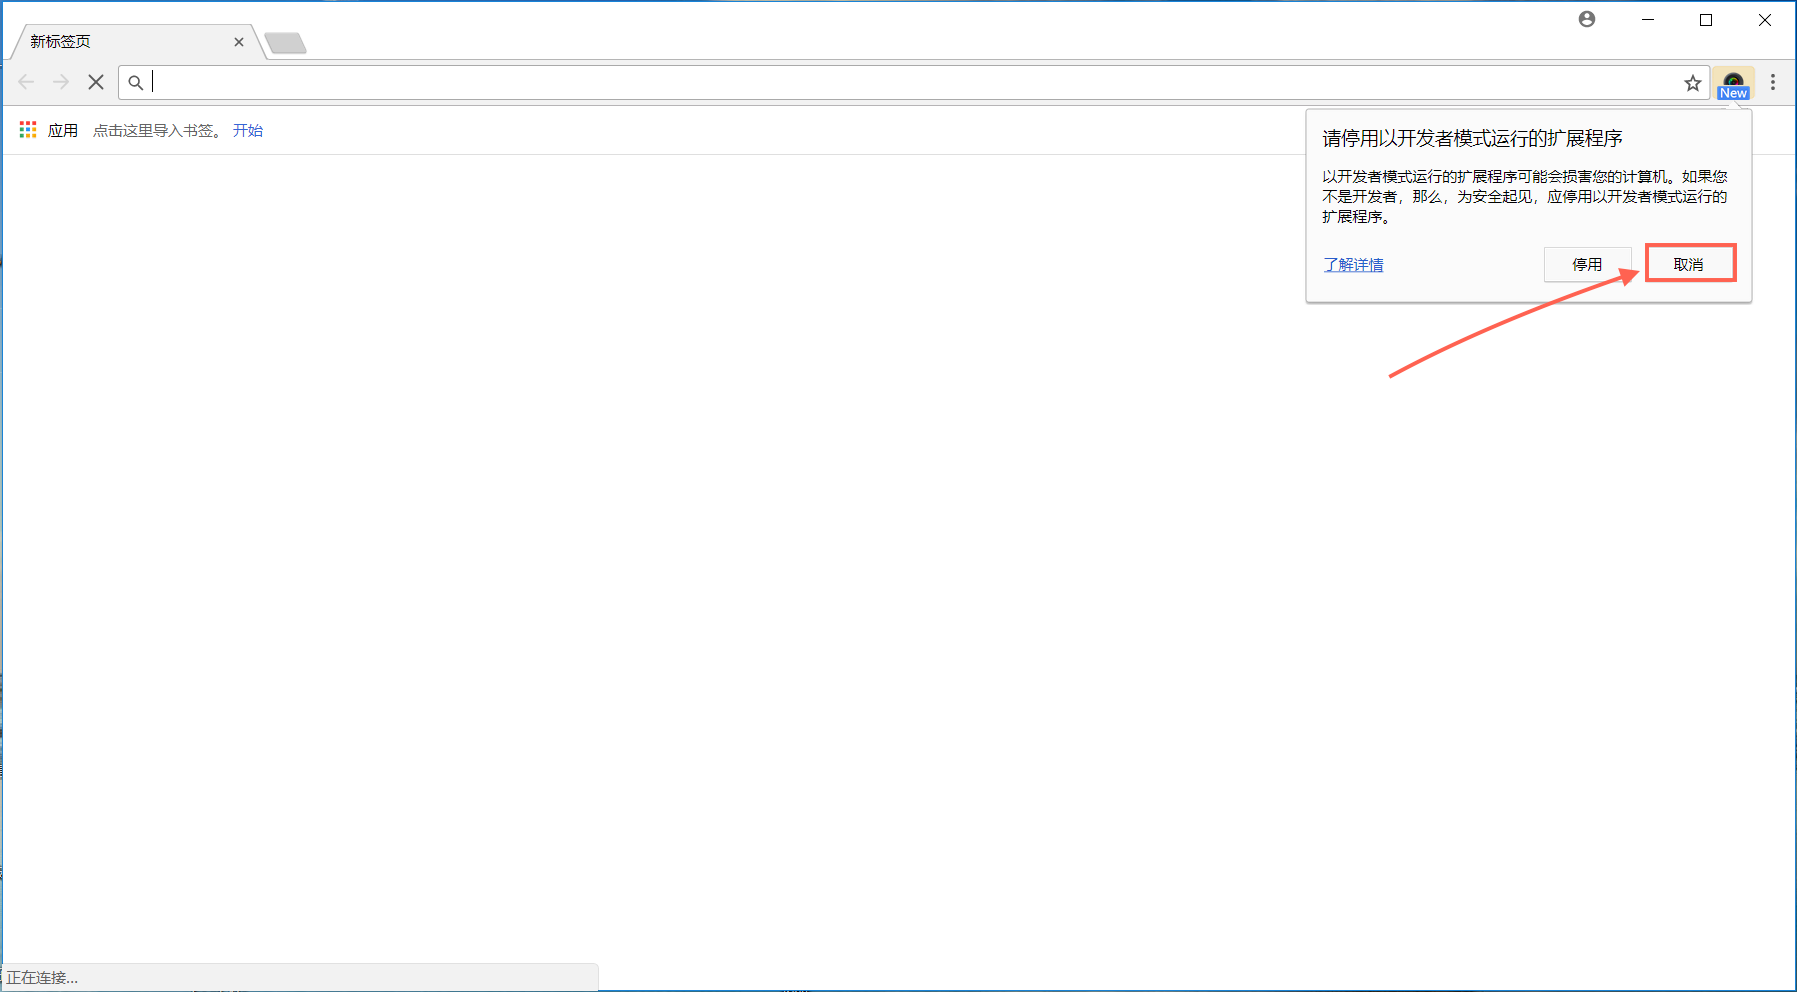 新标签页
New
应用 点击这里导入书签。 开始
请停用以开发者模式运行的扩展程序
以开发者模式运行的扩展程序可能会损害您的计算机。如果您
不是开发者，那么，为安全起见，应停用以开发者模式运行的
扩展程序。
了解详情 停用 取消
正在连接...